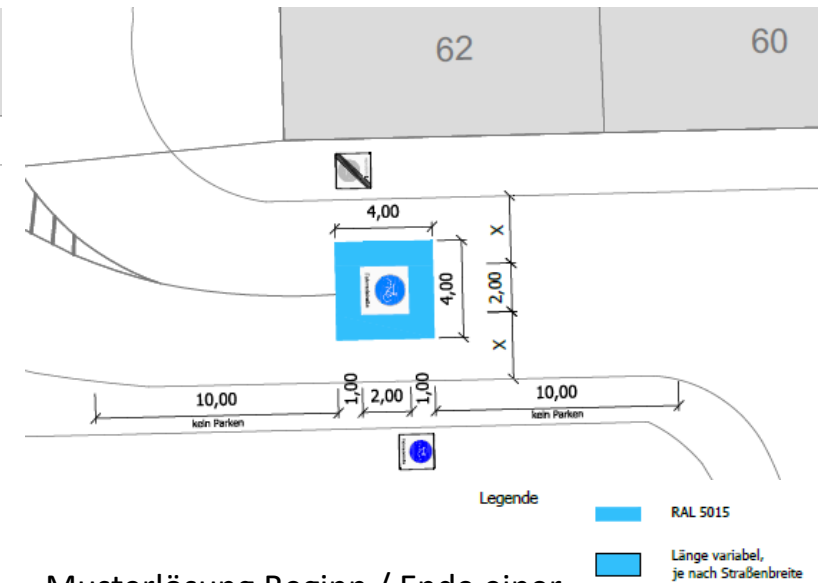 62
60
4,00
X
4,00
2,00
X
10,00
1,00
2,00
1,00
10,00
kein Parken
kein Parken
Legende
RAL 5015
Länge variabel,
je nach Straßenbreite